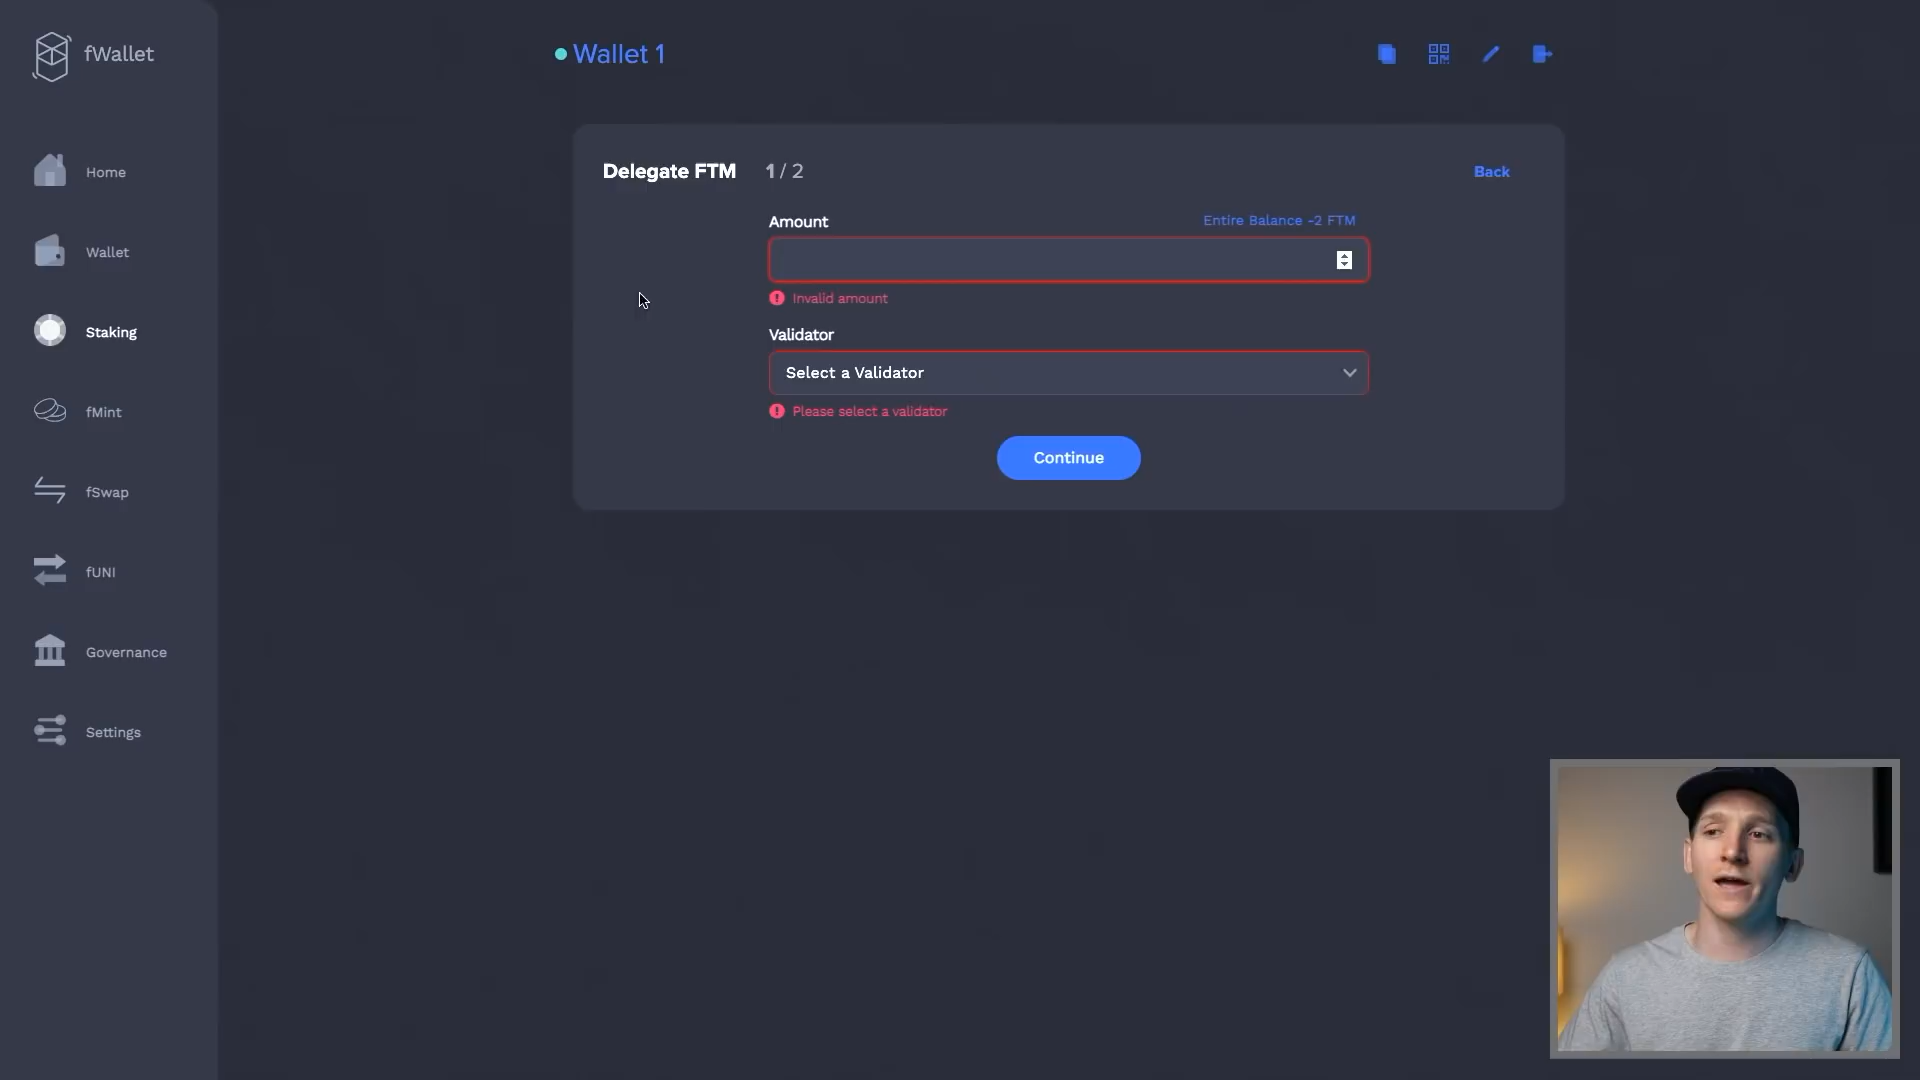 fWallet
Wallet 1
Home
Wallet
Staking
fMint
fSwap
fUNI
Governance
Settings
Delegate FTM 1 / 2
Back
Amount
Entire Balance -2 FTM
Invalid amount
Validator
Select a Validator
Please select a validator
Continue